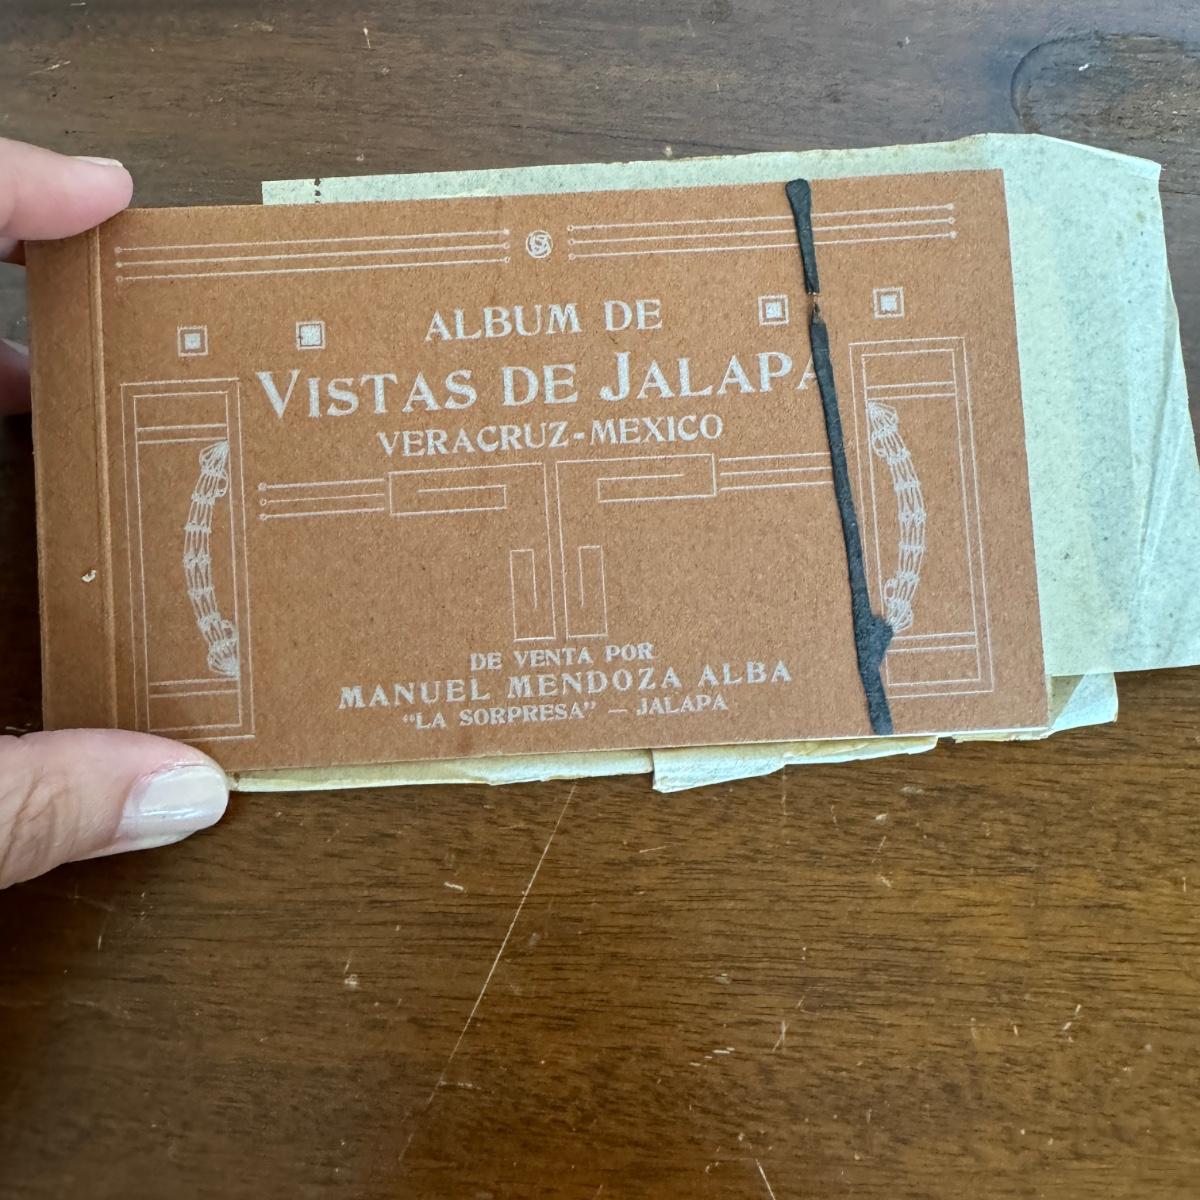 ALBUM DE
VISTAS DE JALAPA
VERACRUZ-MEXICO
DE VENTA POR
MANUEL MENDOZA ALBA
"LA SORPRESA" — JALAPA